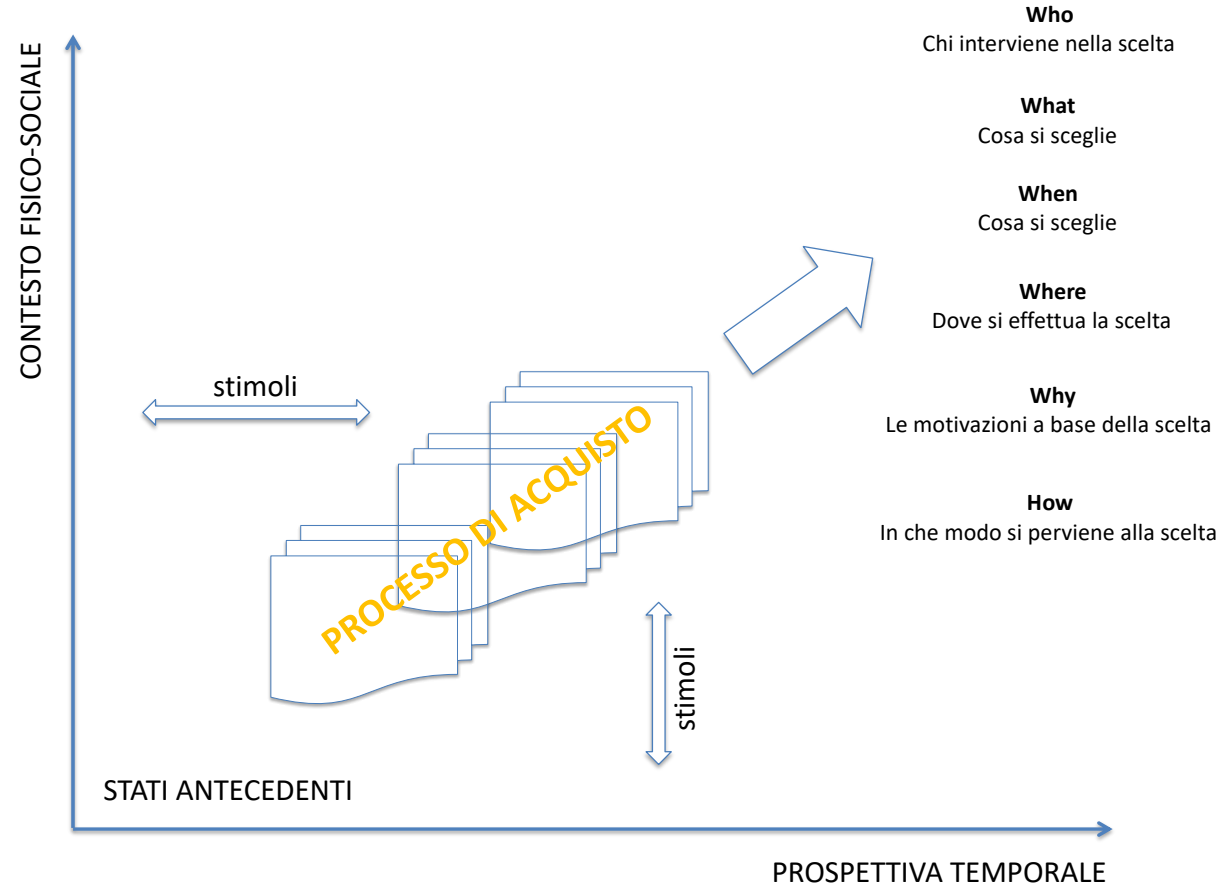 CONTESTO FISICO-SOCIALE
stimoli
PROCESSO DI ACQUISTO
stimoli
STATI ANTECEDENTI
PROSPETTIVA TEMPORALE
Who
Chi interviene nella scelta
What
Cosa si sceglie
When
Cosa si sceglie
Where
Dove si effettua la scelta
Why
Le motivazioni a base della scelta
How
In che modo si perviene alla scelta